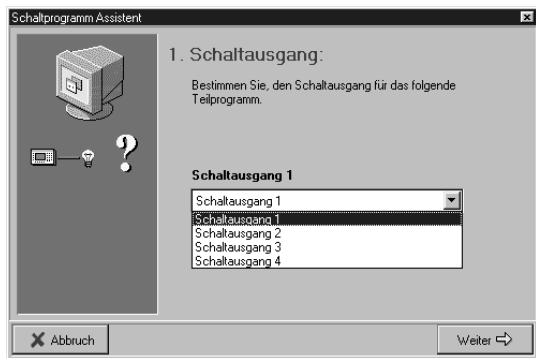 Schaltprogramm Assistent
1. Schaltausgang:
Bestimmen Sie, den Schaltausgang für das folgende
Teilprogramm.
?
Schaltausgang 1
Schaltausgang 1
Schaltausgang 1
Schaltausgang 2
Schaltausgang 3
Schaltausgang 4
Abbruch
Weiter